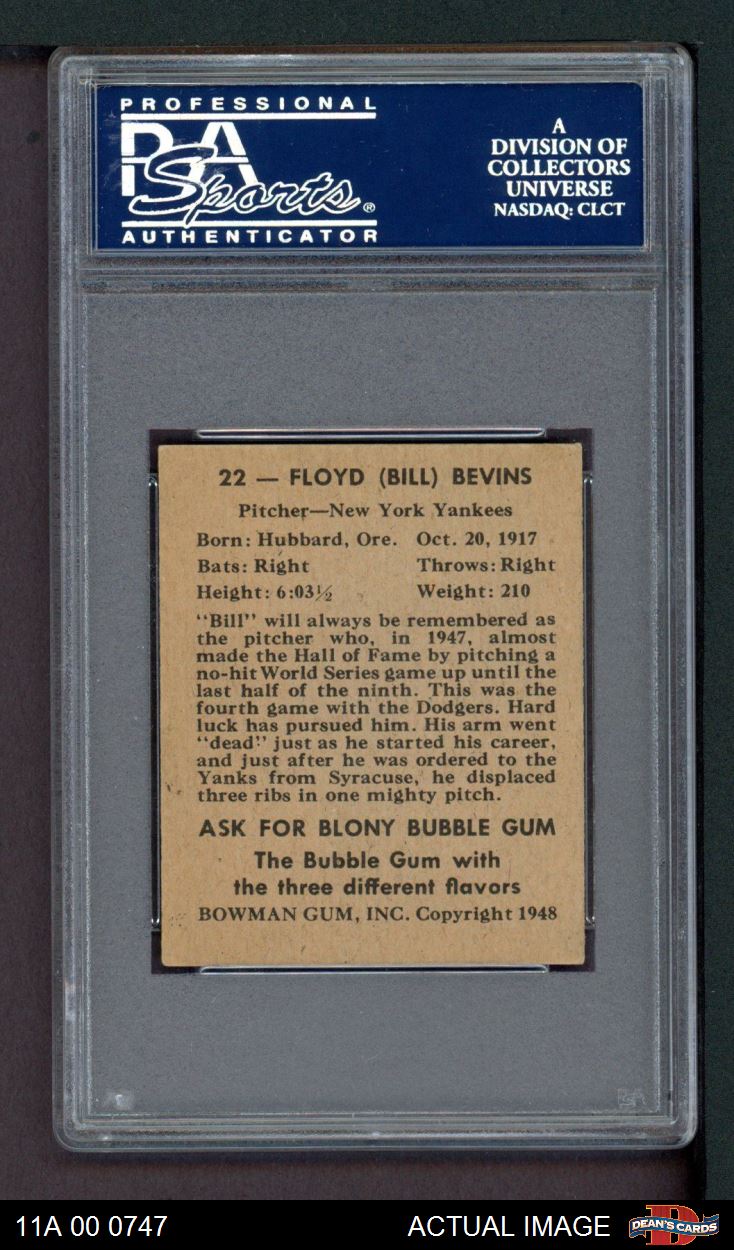 PROFESSIONAL
PSA
Sports®
AUTHENTICATOR
A
DIVISION OF
COLLECTORS
UNIVERSE
NASDAQ: CLCT
22 — FLOYD (BILL) BEVINS
Pitcher—New York Yankees
Born: Hubbard, Ore. Oct. 20, 1917
Bats: Right Throws: Right
Height: 6:03½ Weight: 210
"Bill" will always be remembered as
the pitcher who, in 1947, almost
made the Hall of Fame by pitching a
no-hit World Series game up until the
last half of the ninth. This was the
fourth game with the Dodgers. Hard
luck has pursued him. His arm went
"dead" just as he started his career,
and just after he was ordered to the
Yanks from Syracuse, he displaced
three ribs in one mighty pitch.
ASK FOR BLONY BUBBLE GUM
The Bubble Gum with
the three different flavors
BOWMAN GUM, INC. Copyright 1948
11A 00 0747 ACTUAL IMAGE
DEAN'S CARDS